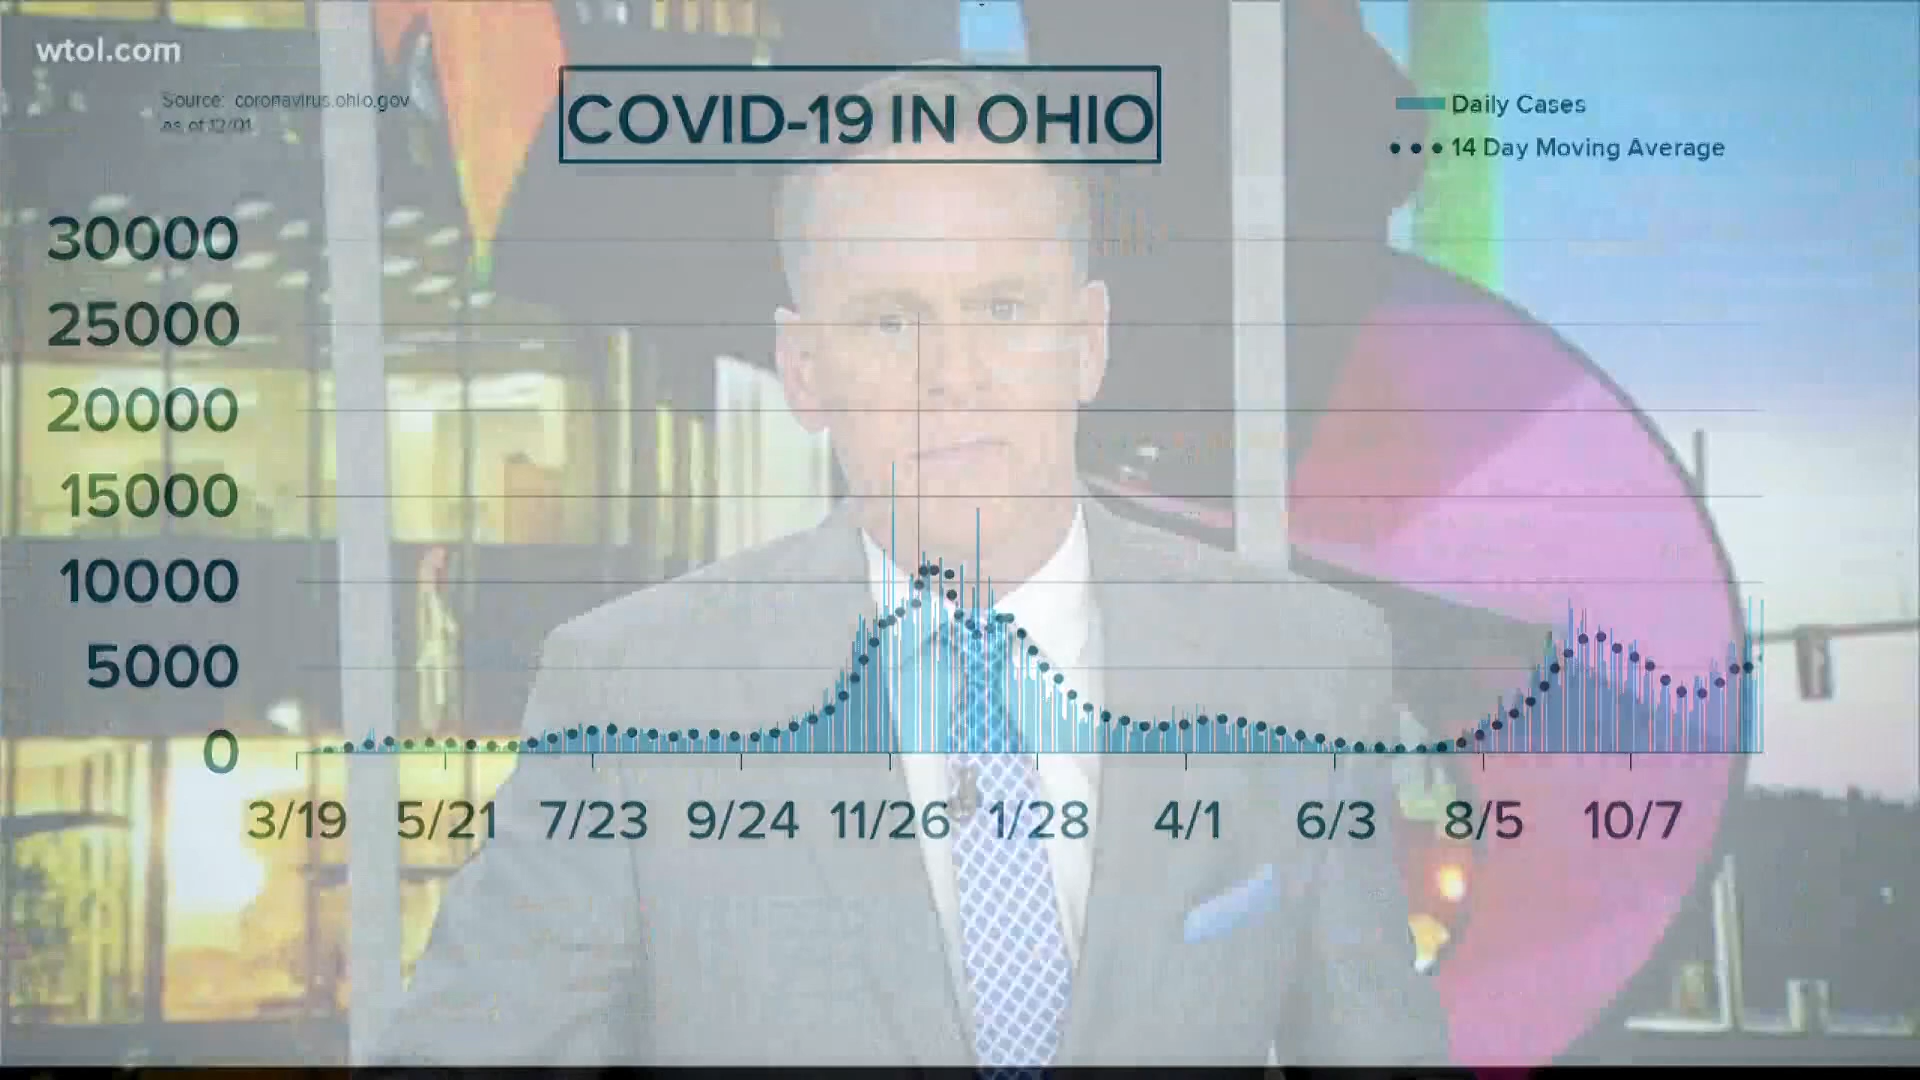 wtol.com
Source: coronavirus.ohio.gov
as of 12/01
COVID-19 IN OHIO
Daily Cases
14 Day Moving Average
30000
25000
20000
15000
10000
5000
0
3/19 5/21 7/23 9/24 11/26 1/28 4/1 6/3 8/5 10/7